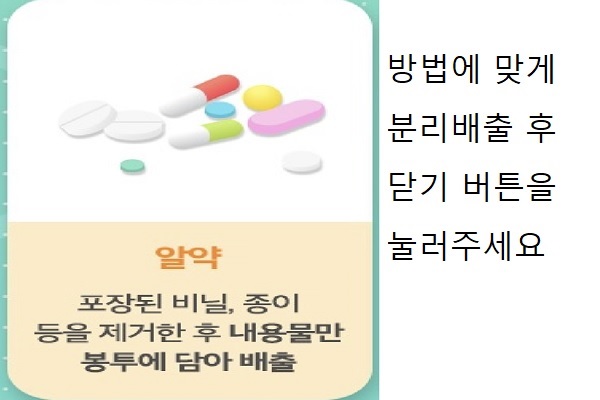 알약
포장된 비닐, 종이
등을 제거한 후 내용물만
봉투에 담아 배출
방법에 맞게
분리배출 후
닫기 버튼을
눌러주세요